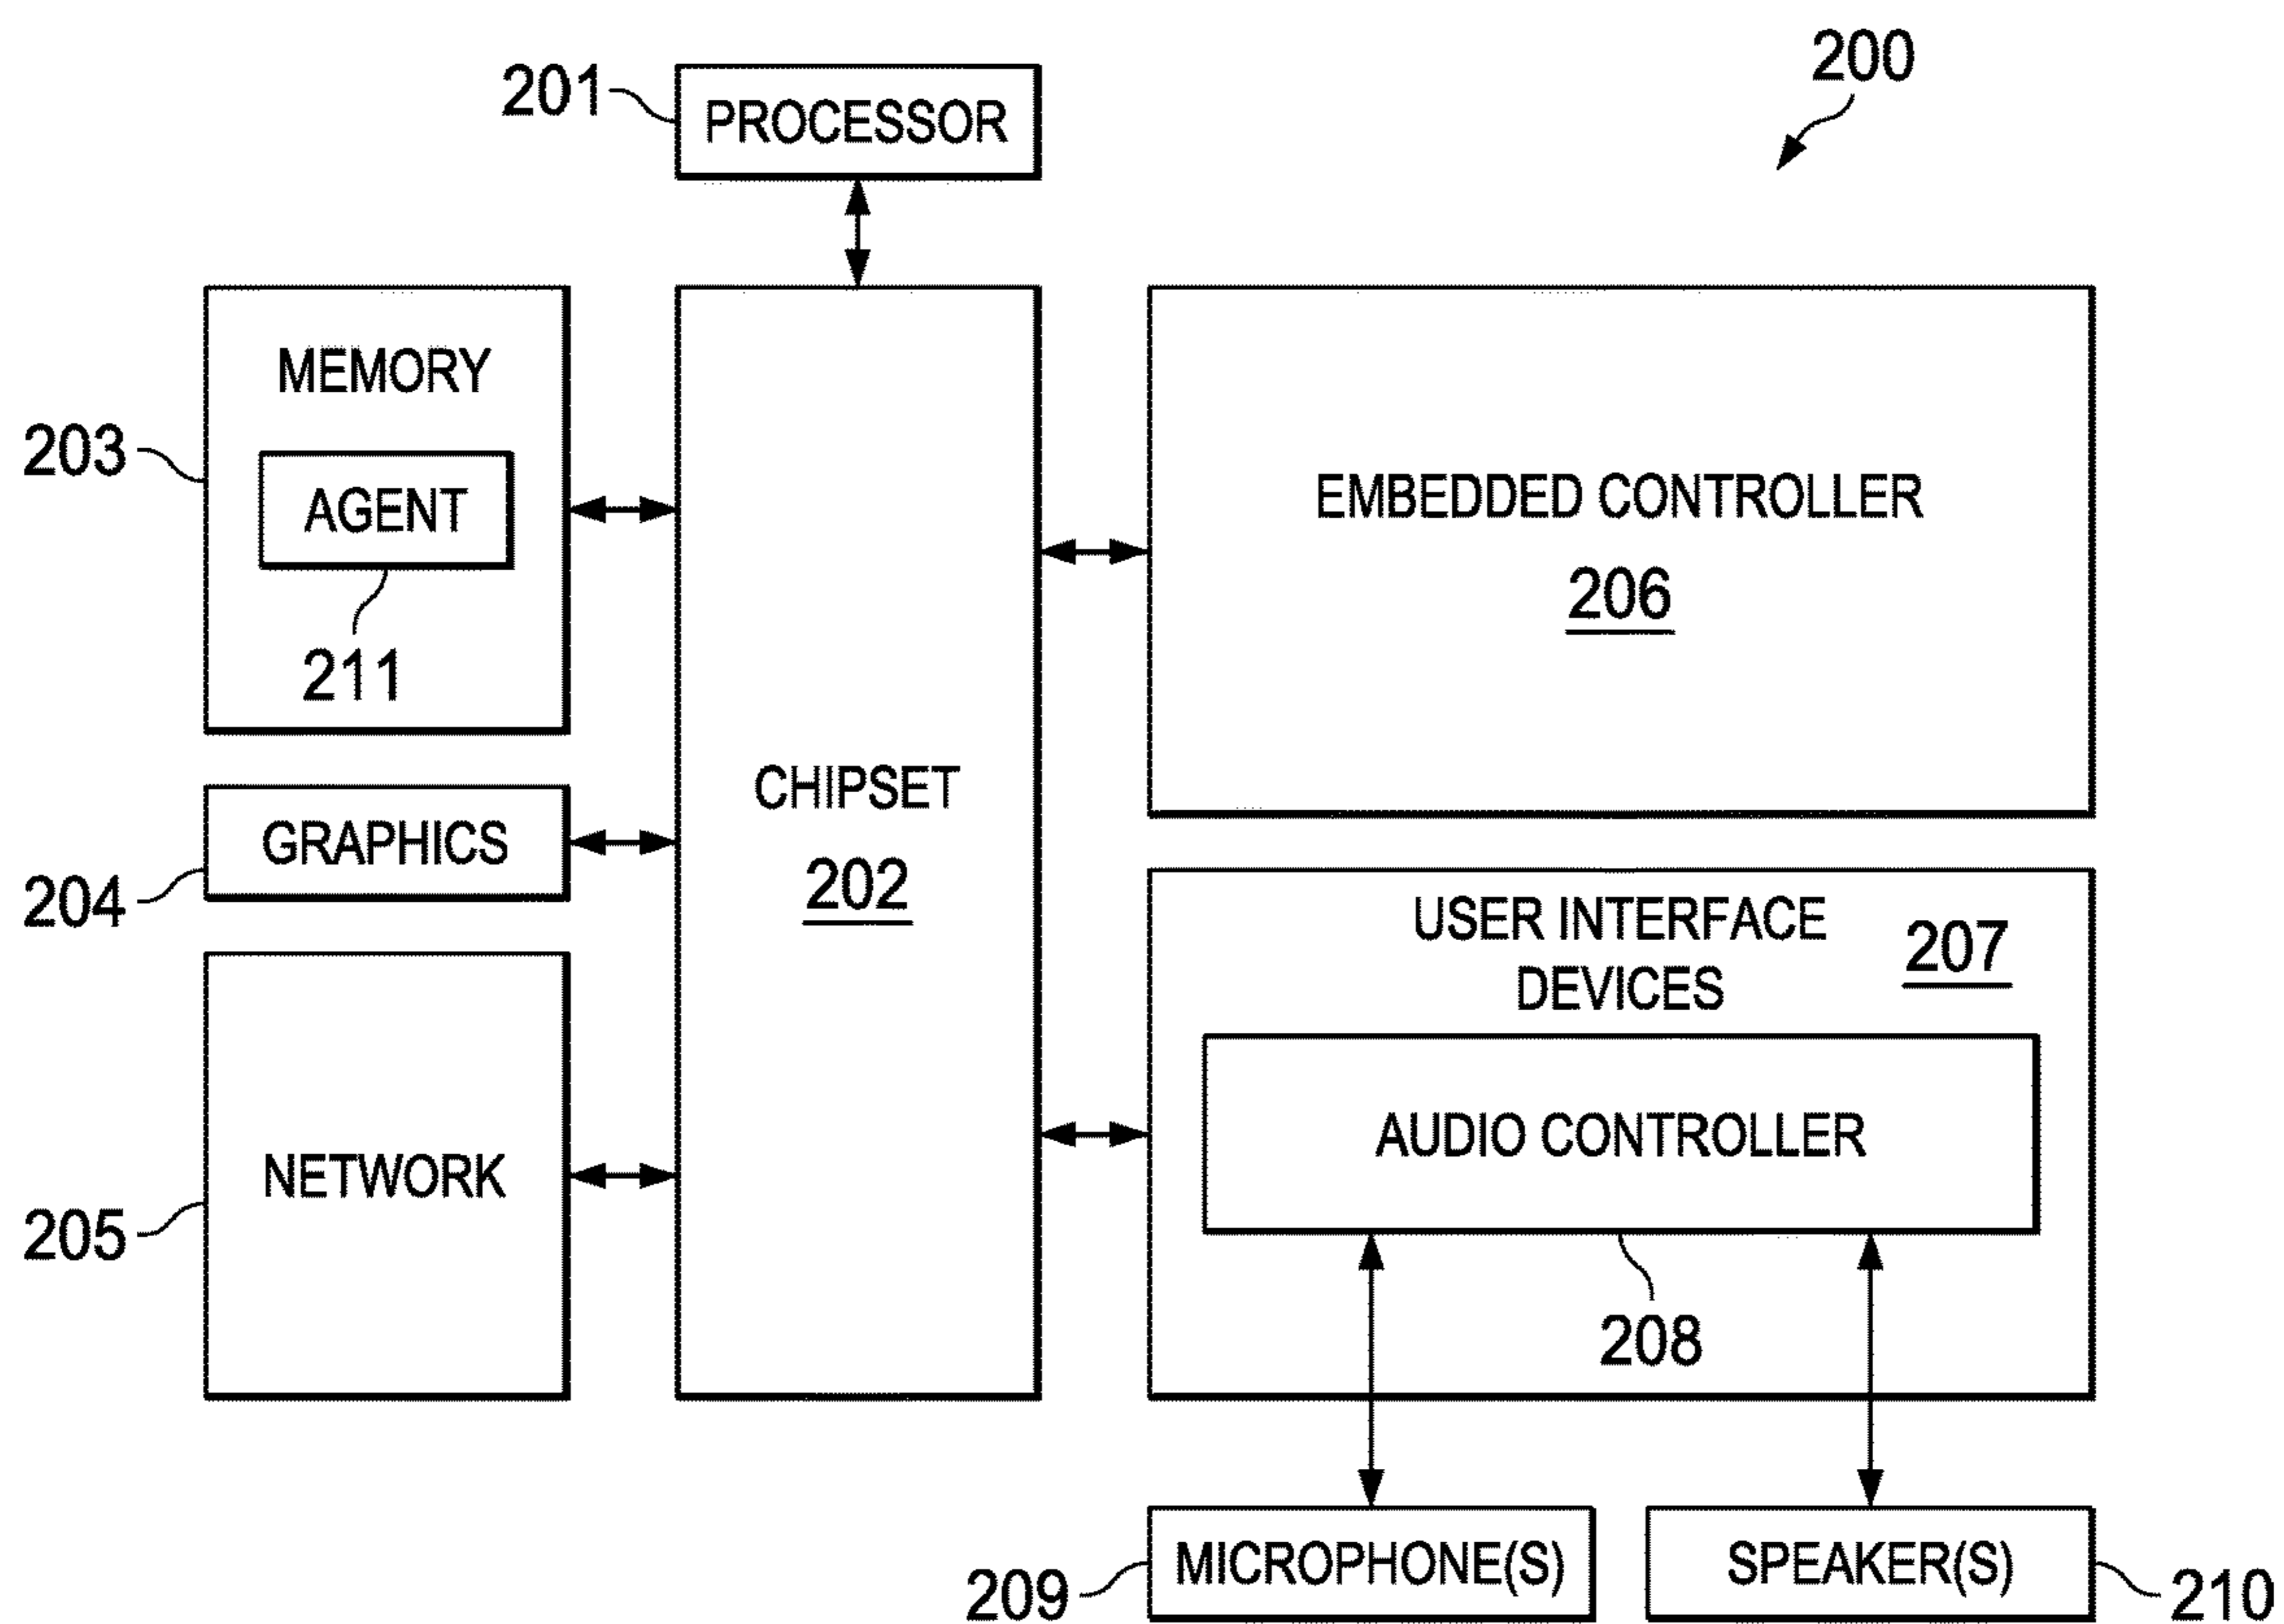 200
201
PROCESSOR
MEMORY
203
AGENT
211
EMBEDDED CONTROLLER
206
CHIPSET
202
GRAPHICS
204
USER INTERFACE
DEVICES
207
NETWORK
205
AUDIO CONTROLLER
208
MICROPHONE(S)
209
SPEAKER(S)
210